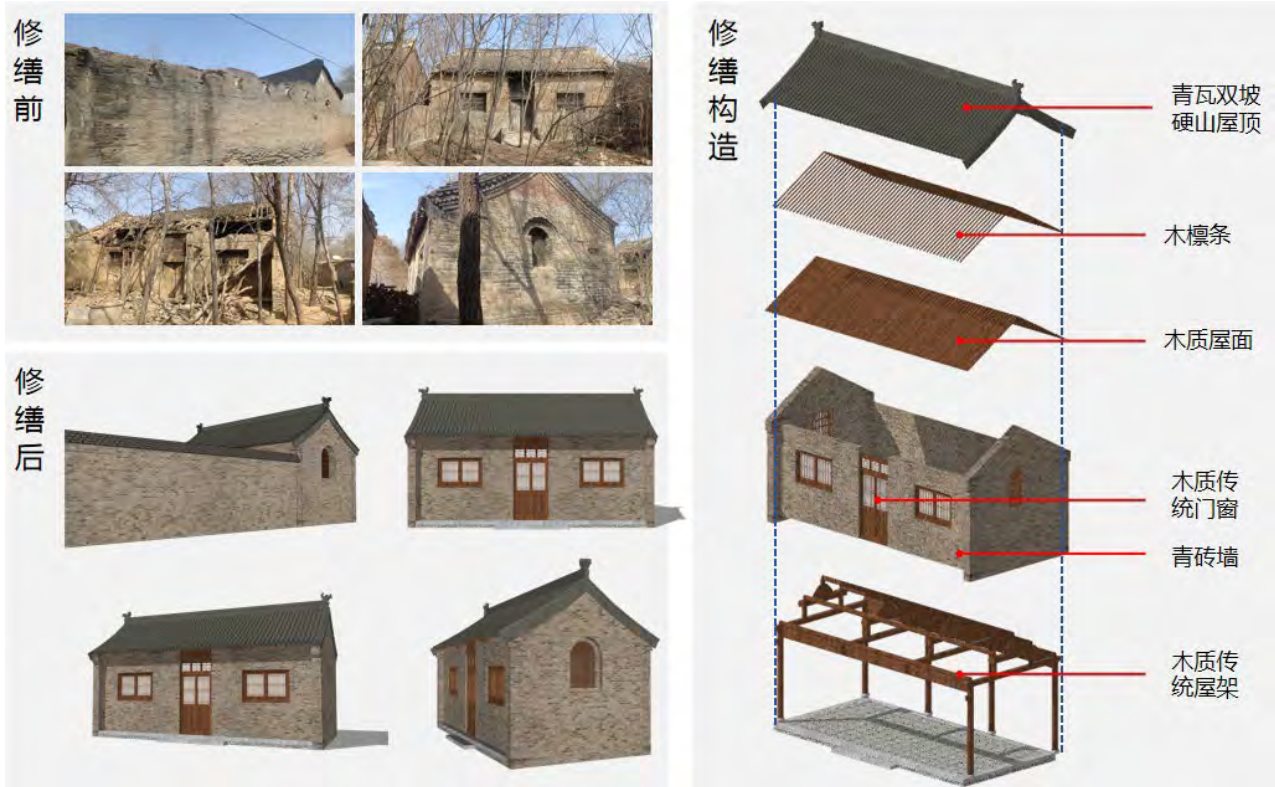 修缮前
修缮后
修缮构造
青瓦双坡
硬山屋顶
木檩条
木质屋面
木质传
统门窗
青砖墙
木质传
统屋架